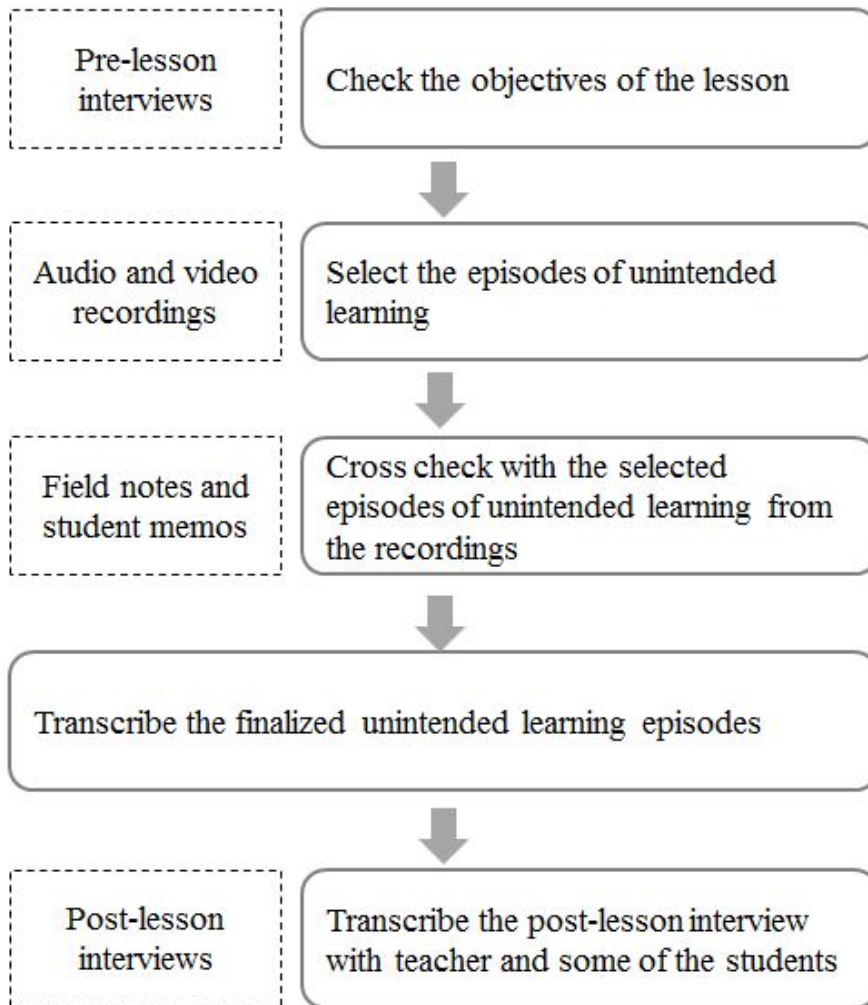 Pre-lesson
interviews
Check the objectives of the lesson
Audio and video
recordings
Select the episodes of unintended
learning
Field notes and
student memos
Cross check with the selected
episodes of unintended learning from
the recordings
Transcribe the finalized unintended learning episodes
Post-lesson
interviews
Transcribe the post-lesson interview
with teacher and some of the students